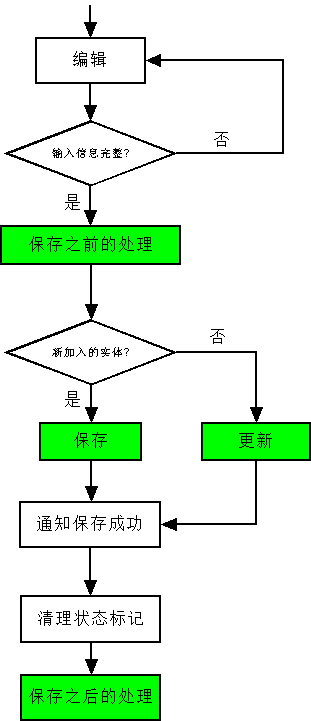 编辑
输入信息完整?
否
是
保存之前的处理
新加入的实体?
否
是
保存
更新
通知保存成功
清理状态标记
保存之后的处理